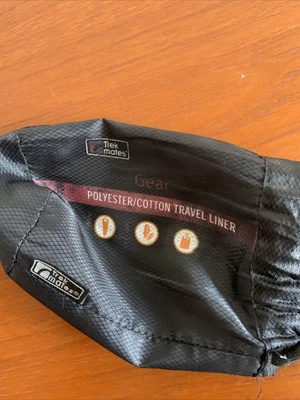 Trek
mates
Gear
POLYESTER/COTTON TRAVEL LINER
Trek
mates